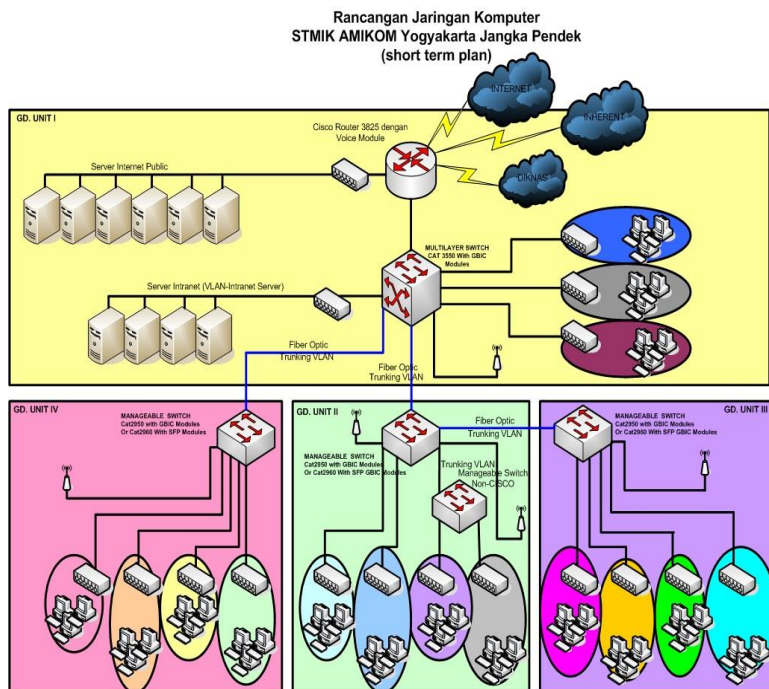 Rancangan Jaringan Komputer
STMIK AMIKOM Yogyakarta Jangka Pendek
(short term plan)
INTERNET
INHERENT
DIKNAS
GD. UNIT I
Cisco Router 3825 dengan
Voice Module
Server Internet Public
MULTILAYER SWITCH
CAT 3550 With GBIC
Modules
Server Intranet (VLAN-Intranet Server)
Fiber Optic
Trunking VLAN
Fiber Optic
Trunking VLAN
GD. UNIT IV
MANAGEABLE SWITCH
Cat2950 with GBIC Modules
Or Cat2960 With SFP Modules
GD. UNIT II
MANAGEABLE SWITCH
Cat2950 with GBIC Modules
Or Cat2960 With SFP GBIC Modules
Fiber Optic
Trunking VLAN
Trunking VLAN
Manageable Switch
Non-CISCO
GD. UNIT III
MANAGEABLE SWITCH
Cat2950 with GBIC Modules
Or Cat2960 With SFP GBIC Modules